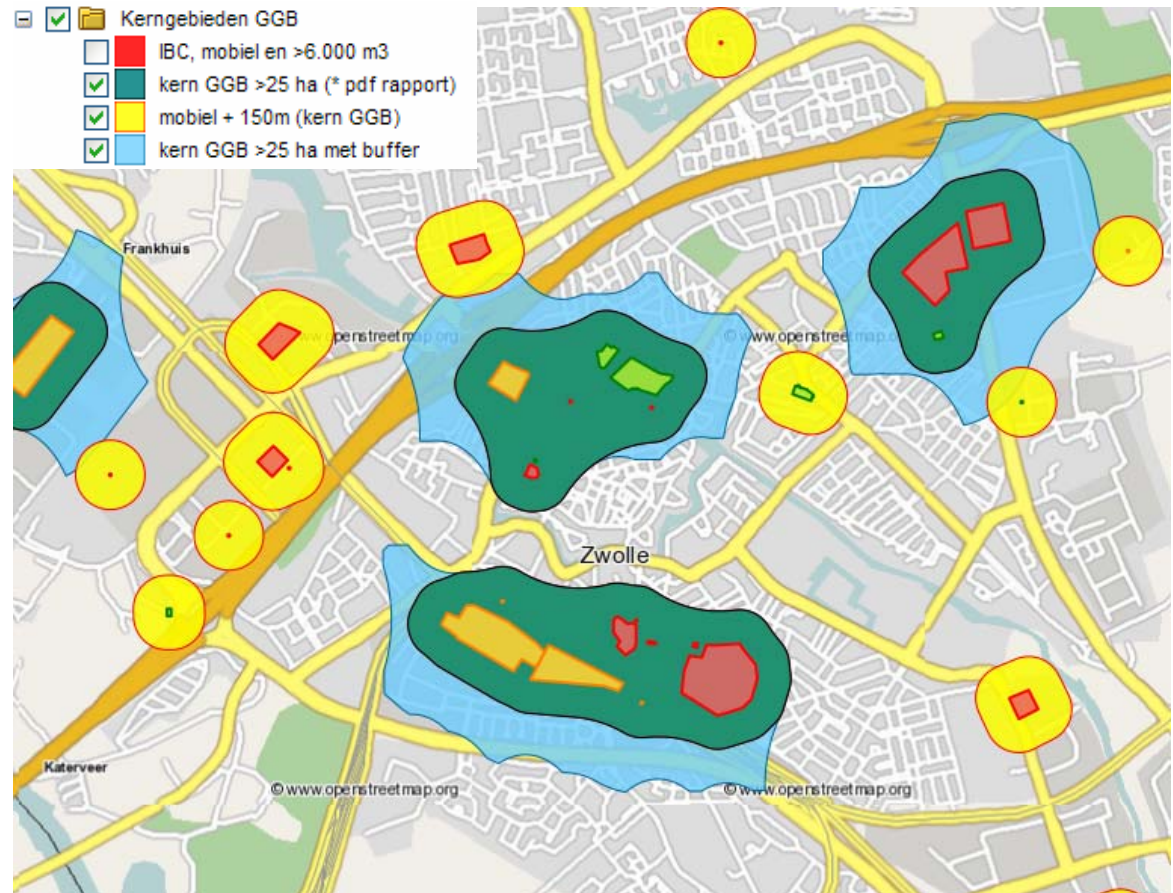 Kerngebieden GGB
IBC, mobiel en >6.000 m3
kern GGB >25 ha (* pdf rapport)
mobiel + 150m (kern GGB)
kern GGB >25 ha met buffer
Frankhuis
www.openstreetmap.org
© www.openstreetmap.org
Zwolle
Katerveer
© www.openstreetmap.org
© www.openstreetmap.org